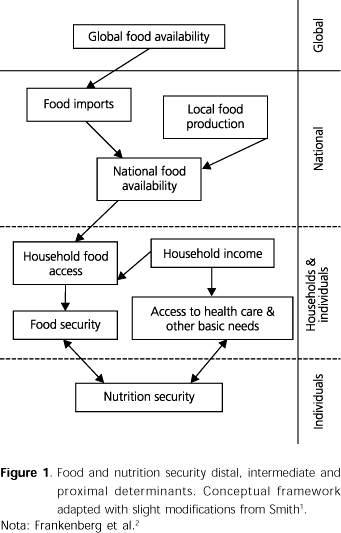 Global food availability
Global
Food imports
Local food
production
National food
availability
National
Household food
access
Household income
Food security
Access to health care &
other basic needs
Households &
individuals
Nutrition security
Individuals
Figure 1. Food and nutrition security distal, intermediate and
proximal determinants. Conceptual framework
adapted with slight modifications from Smith¹.
Nota: Frankenberg et al.²